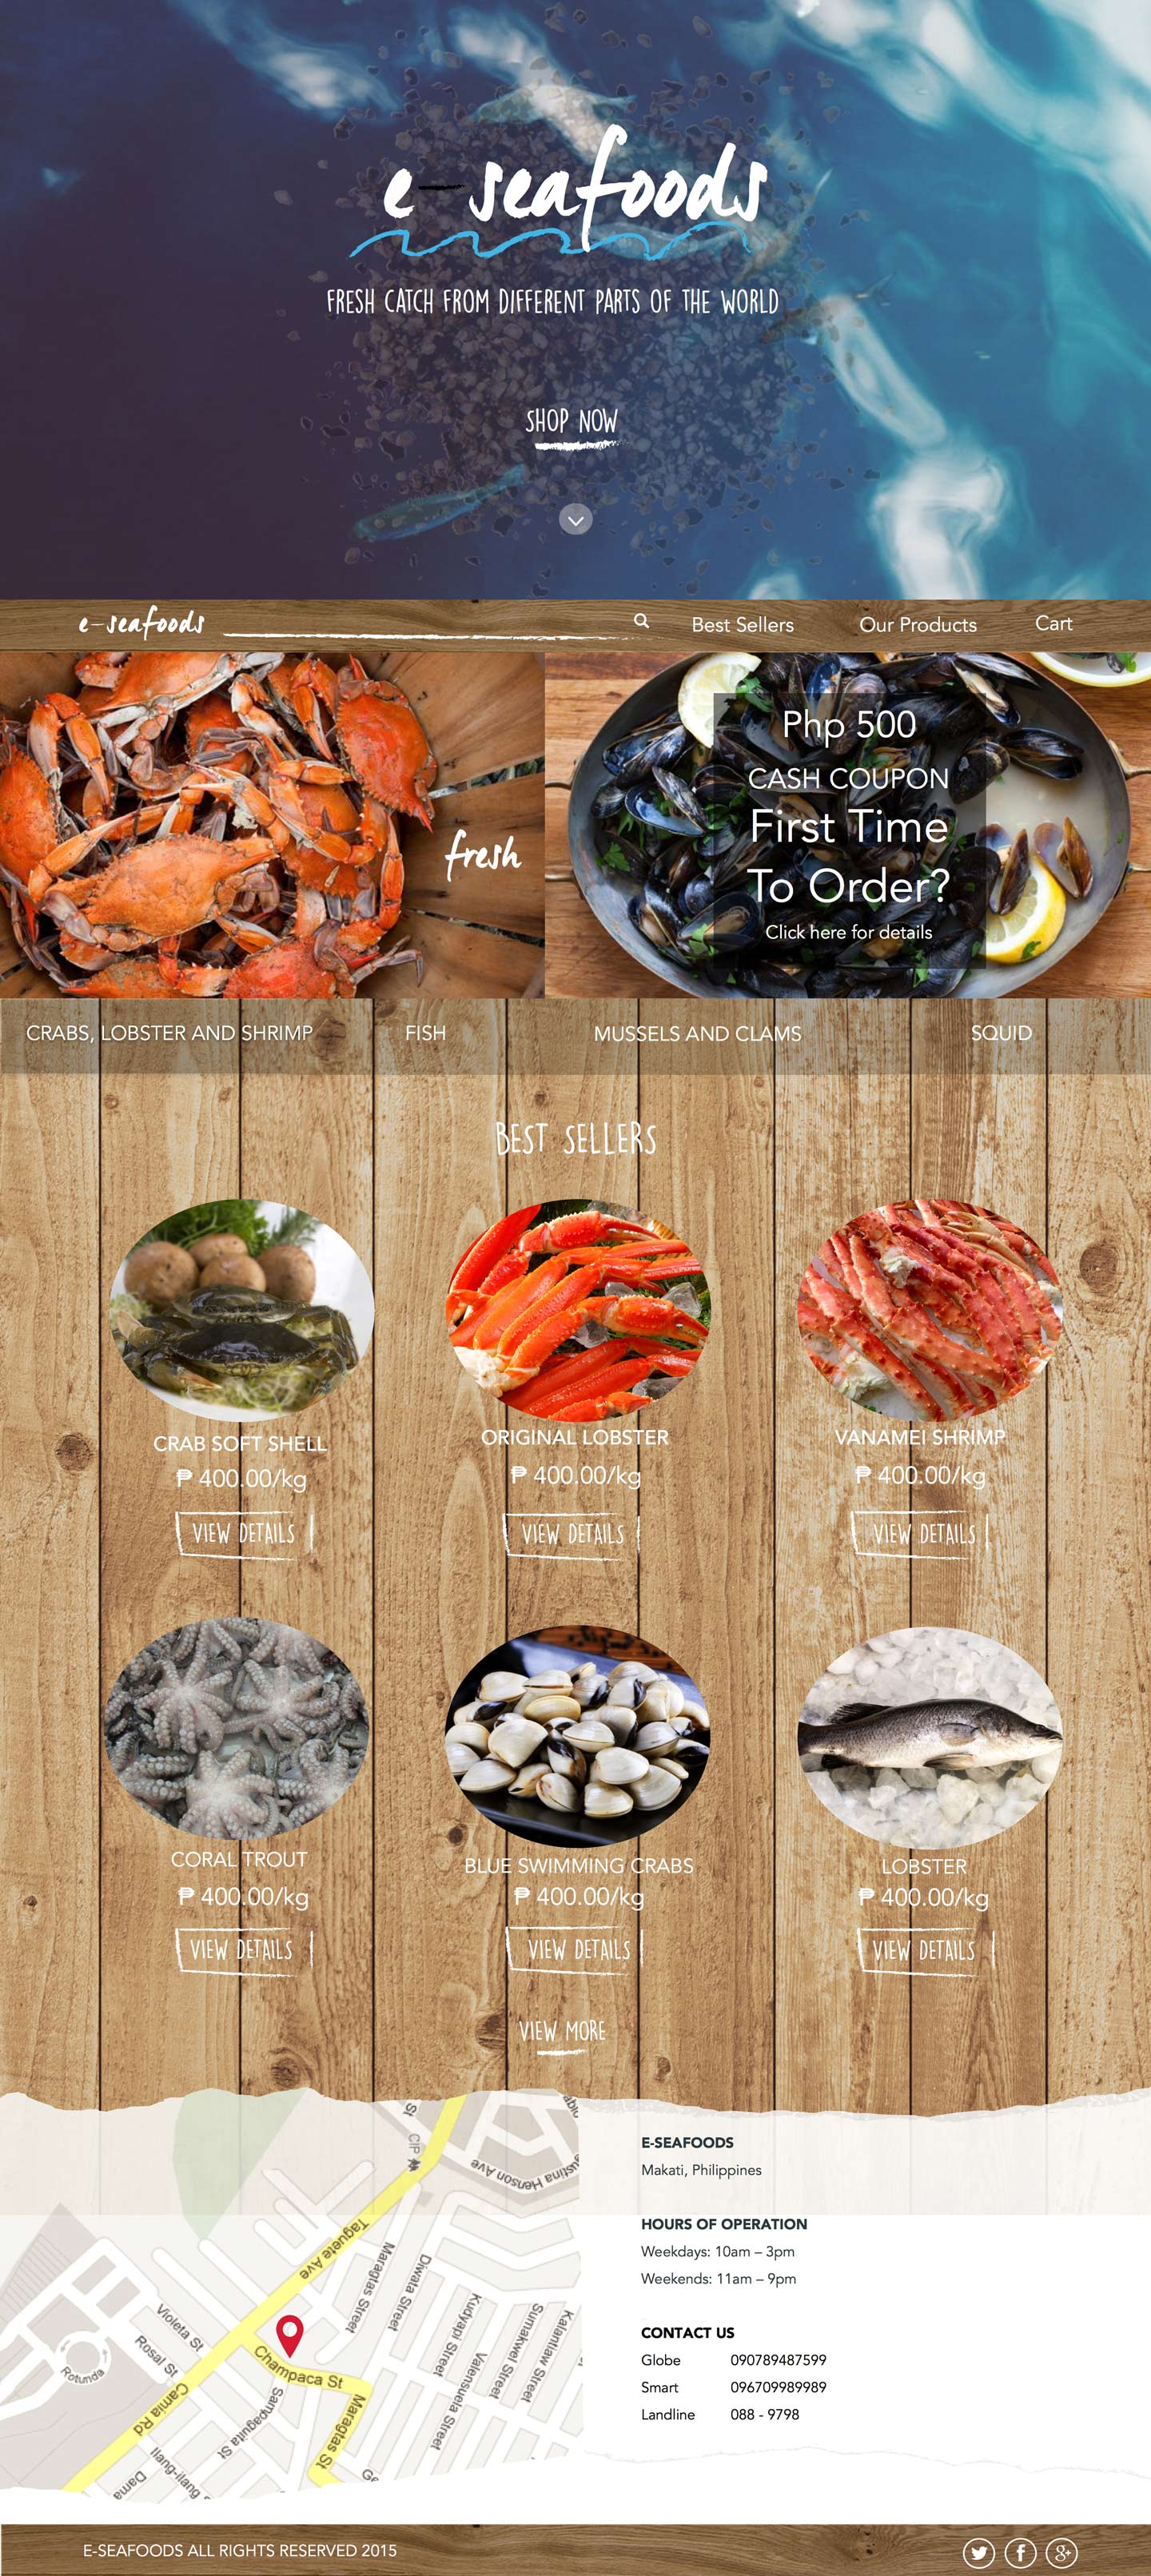 e-seafoods
FRESH CATCH FROM DIFFERENT PARTS OF THE WORLD
SHOP NOW
e-seafoods
Best Sellers
Our Products
Cart
fresh
Php 500
CASH COUPON
First Time
To Order?
Click here for details
CRABS, LOBSTER AND SHRIMP
FISH
MUSSELS AND CLAMS
SQUID
BEST SELLERS
CRAB SOFT SHELL
₱ 400.00/kg
VIEW DETAILS
ORIGINAL LOBSTER
₱ 400.00/kg
VIEW DETAILS
VANAMEI SHRIMP
₱ 400.00/kg
VIEW DETAILS
CORAL TROUT
₱ 400.00/kg
VIEW DETAILS
BLUE SWIMMING CRABS
₱ 400.00/kg
VIEW DETAILS
LOBSTER
₱ 400.00/kg
VIEW DETAILS
VIEW MORE
St
CIP
Henson Ave
Taguete Ave
Maragtas Street
Diwata Street
Kudyapi Street
Valensuela Street
Sumakwel Street
Kalantiaw Street
Violeta St
Rosal St
Rotunda
Camia Rd
Champaca St
Sampaguita St
Maragtas St
Ilang-ilang
Dama
E-SEAFOODS
Makati, Philippines
HOURS OF OPERATION
Weekdays: 10am – 3pm
Weekends: 11am – 9pm
CONTACT US
Globe 090789487599
Smart 096709989989
Landline 088 - 9798
E-SEAFOODS ALL RIGHTS RESERVED 2015